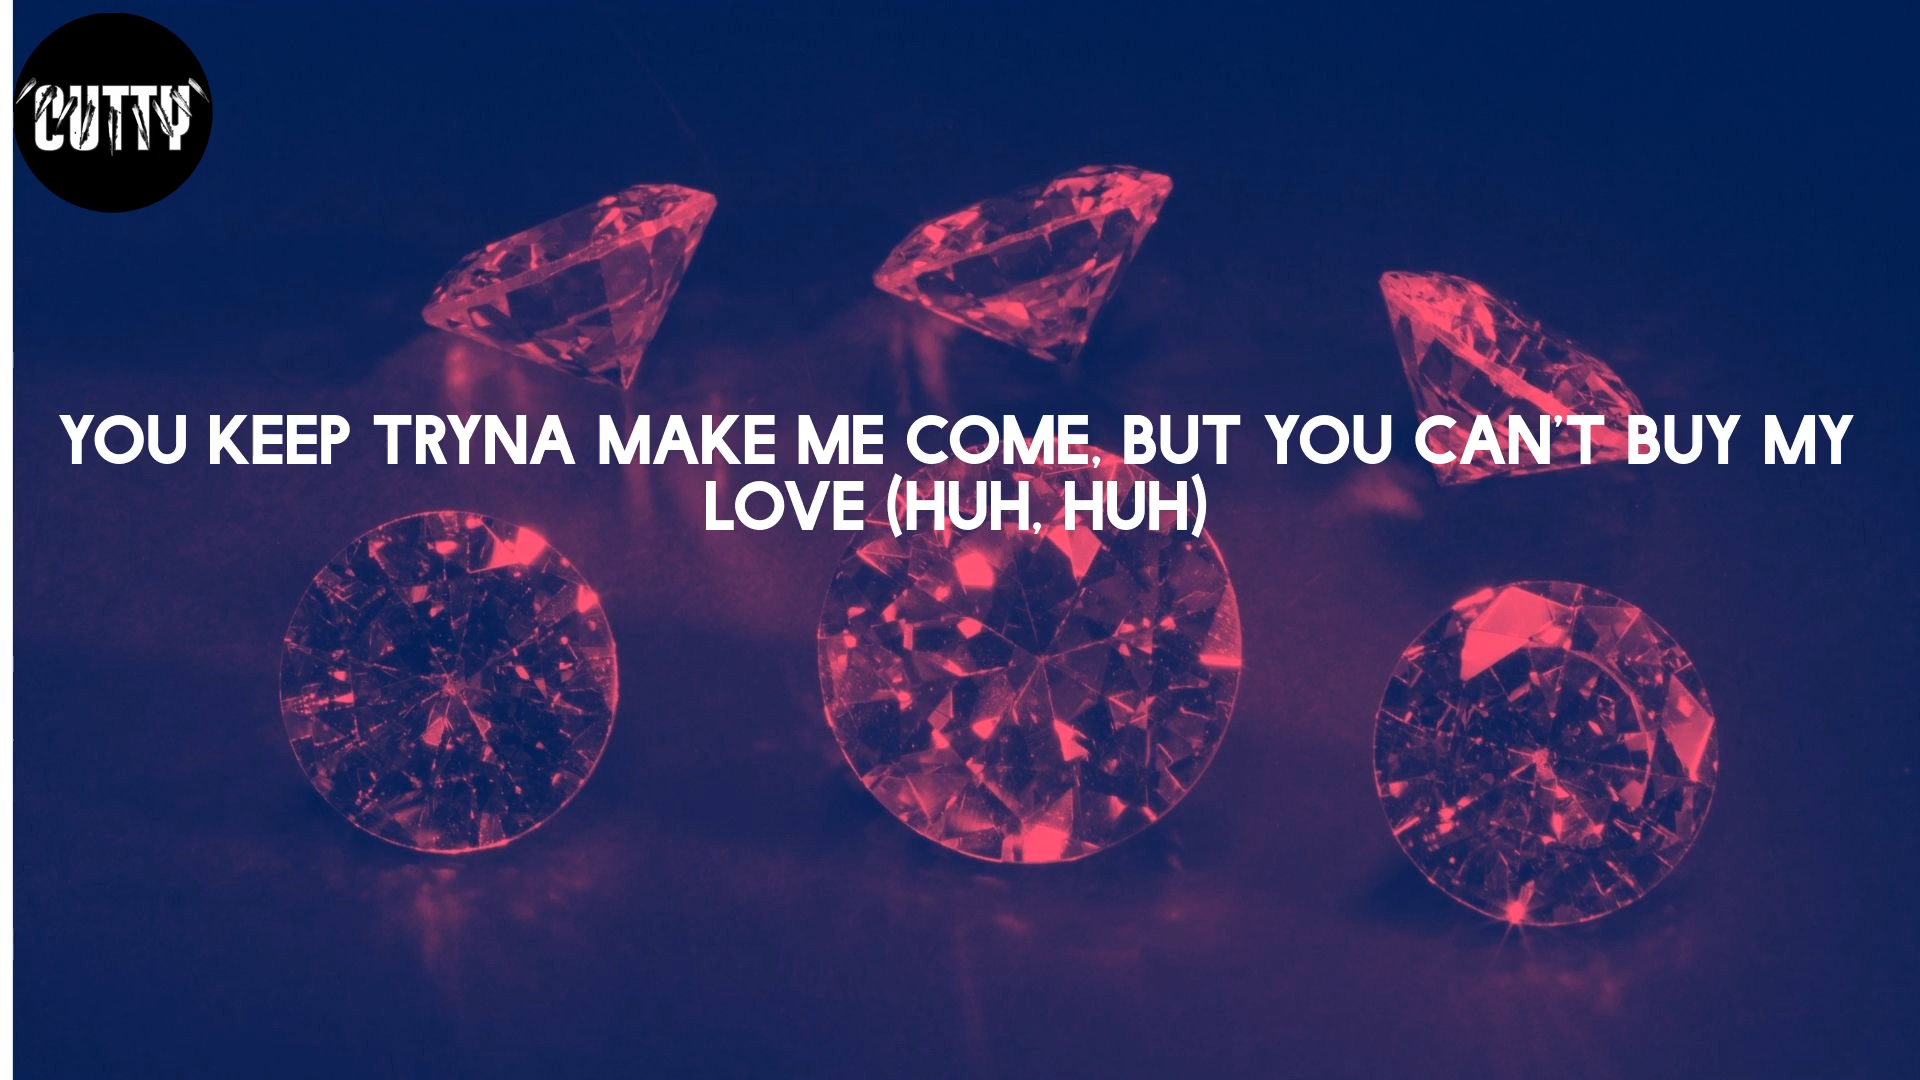 'CUTTY'
YOU KEEP TRYNA MAKE ME COME, BUT YOU CAN'T BUY MY
LOVE (HUH, HUH)